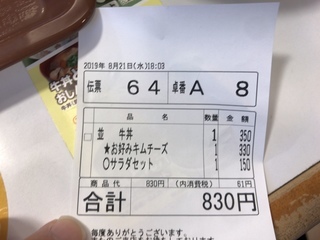 2019年 8月21日(水)18:03
伝票 64 卓番 A 8
品 名 数量 金額
並 牛丼 1 350
★お好みキムチーズ 1 330
○サラダセット 1 150
商品代 830円 (内消費税) 61円
合計 830円
毎度ありがとうございます。
牛丼
おし